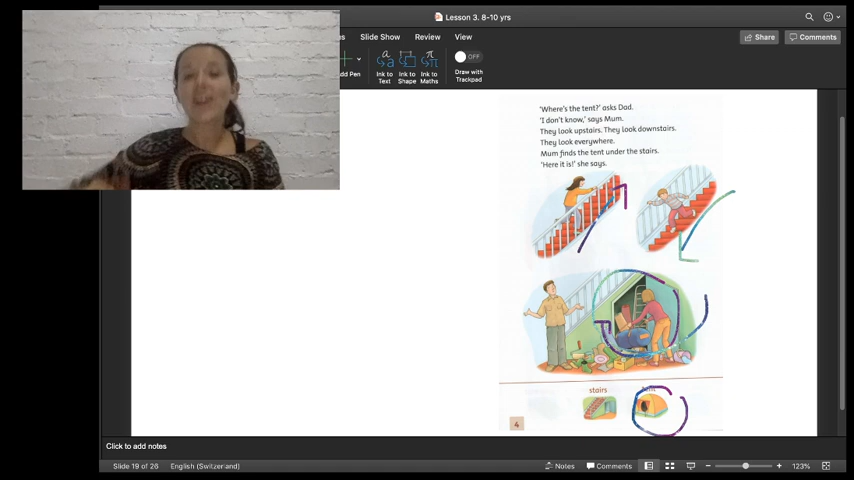 Lesson 3. 8-10 yrs
Slide Show Review View
Share Comments
Add Pen
Ink to Text
Ink to Shape
Ink to Maths
OFF
Draw with Trackpad
'Where's the tent?' asks Dad.
'I don't know,' says Mum.
They look upstairs. They look downstairs.
They look everywhere.
Mum finds the tent under the stairs.
'Here it is!' she says.
stairs
4
Click to add notes
Slide 19 of 26 English (Switzerland) Notes Comments 123%